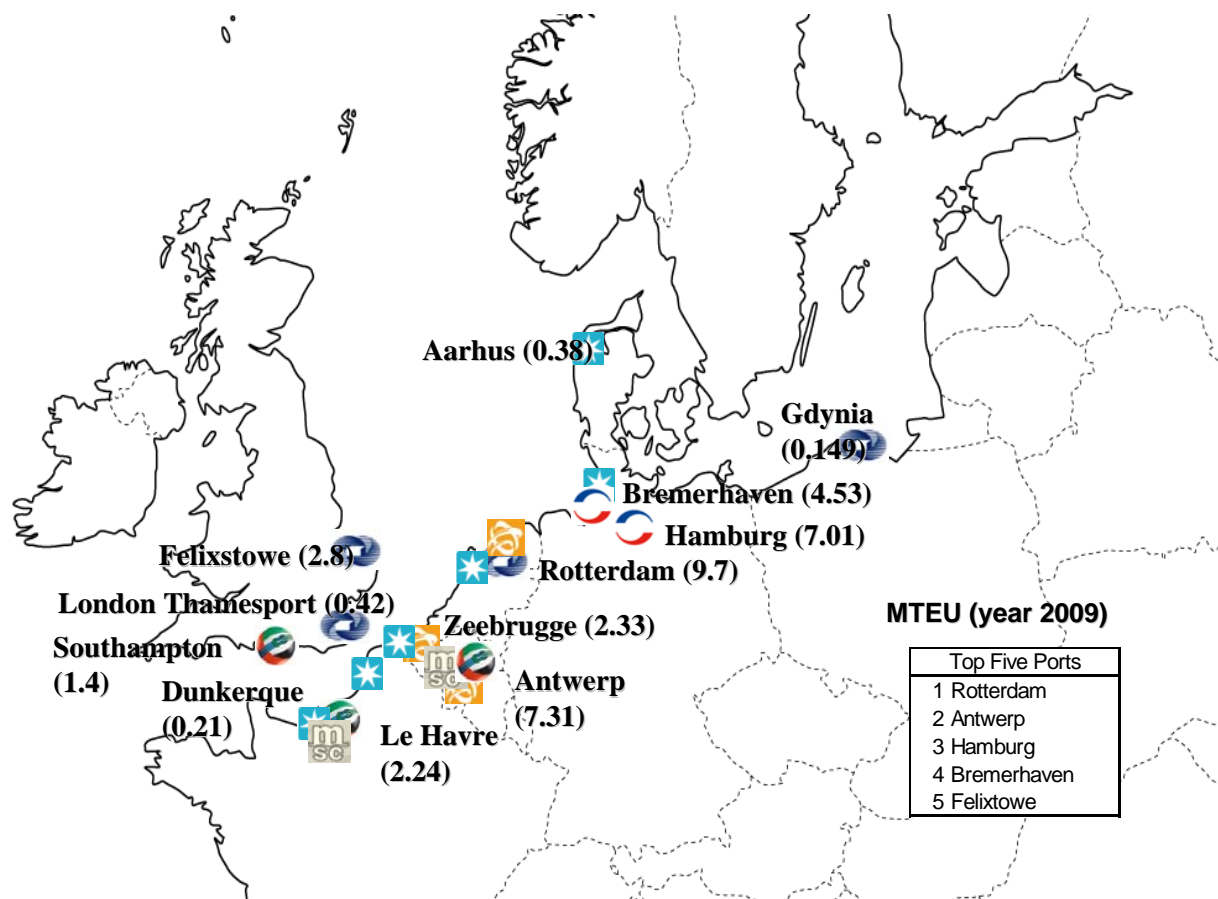 Aarhus (0.38)
Gdynia
(0.149)
Bremerhaven (4.53)
Hamburg (7.01)
Felixstowe (2.8)
Rotterdam (9.7)
London Thamesport (0.42)
Zeebrugge (2.33)
MTEU (year 2009)
Southampton
(1.4)
Dunkerque
(0.21)
Antwerp
(7.31)
Le Havre
(2.24)
m
sc
m
sc
Top Five Ports
1 Rotterdam
2 Antwerp
3 Hamburg
4 Bremerhaven
5 Felixtowe